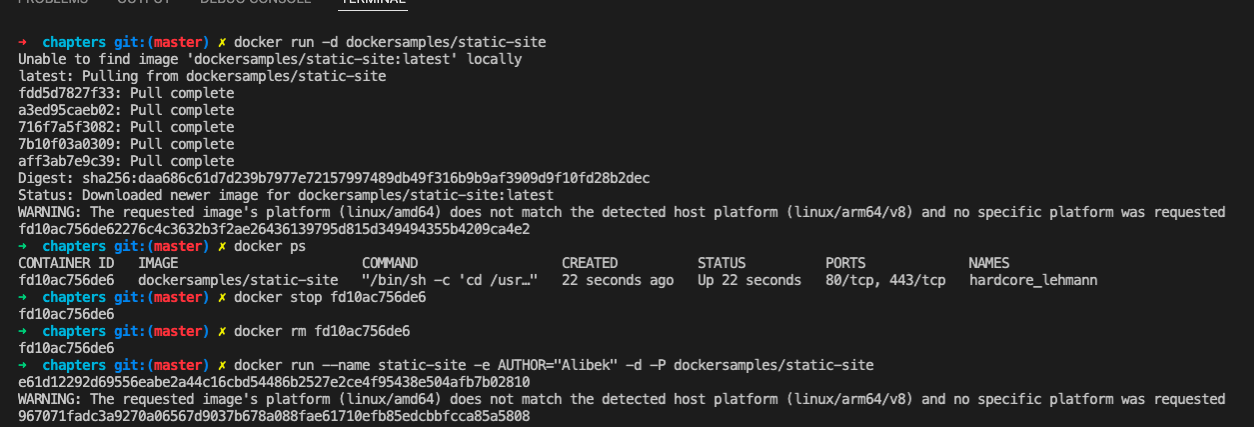 PROBLEMS OUTPUT DEBUG CONSOLE TERMINAL
→ chapters git:(master) ✗ docker run -d dockersamples/static-site
Unable to find image 'dockersamples/static-site:latest' locally
latest: Pulling from dockersamples/static-site
fdd5d7827f33: Pull complete
a3ed95caeb02: Pull complete
716f7a5f3082: Pull complete
7b10f03a0309: Pull complete
aff3ab7e9c39: Pull complete
Digest: sha256:daa686c61d7d239b7977e72157997489db49f316b9b9af3909d9f10fd28b2dec
Status: Downloaded newer image for dockersamples/static-site:latest
WARNING: The requested image's platform (linux/amd64) does not match the detected host platform (linux/arm64/v8) and no specific platform was requested
fd10ac756de62276c4c3632b3f2ae26436139795d815d349494355b4209ca4e2
→ chapters git:(master) ✗ docker ps
CONTAINER ID IMAGE COMMAND CREATED STATUS PORTS NAMES
fd10ac756de6 dockersamples/static-site "/bin/sh -c 'cd /usr…" 22 seconds ago Up 22 seconds 80/tcp, 443/tcp hardcore_lehmann
→ chapters git:(master) ✗ docker stop fd10ac756de6
fd10ac756de6
→ chapters git:(master) ✗ docker rm fd10ac756de6
fd10ac756de6
→ chapters git:(master) ✗ docker run --name static-site -e AUTHOR="Alibek" -d -P dockersamples/static-site
e61d12292d69556eabe2a44c16cbd54486b2527e2ce4f95438e504afb7b02810
WARNING: The requested image's platform (linux/amd64) does not match the detected host platform (linux/arm64/v8) and no specific platform was requested
967071fadc3a9270a06567d9037b678a088fae61710efb85edcbbfcca85a5808